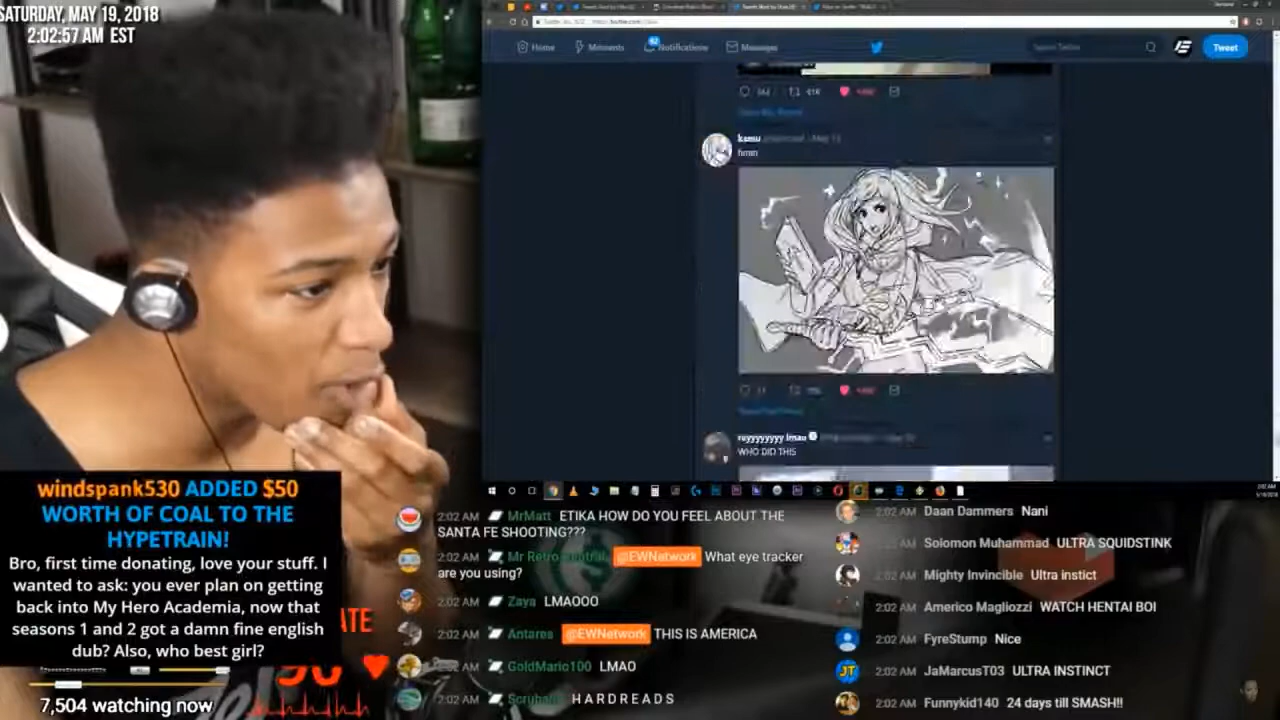 SATURDAY, MAY 19, 2018
2:02:57 AM EST
Home
Moments
Notifications
Messages
Search Twitter
Tweet
kamu
hmm
WHO DID THIS
windspank530 ADDED $50
WORTH OF COAL TO THE
HYPETRAIN!
Bro, first time donating, love your stuff. I
wanted to ask: you ever plan on getting
back into My Hero Academia, now that
seasons 1 and 2 got a damn fine english
dub? Also, who best girl?
7,504 watching now
2:02 AM MrMatt ETIKA HOW DO YOU FEEL ABOUT THE
SANTA FE SHOOTING???
2:02 AM Mr Retro @EWNetwork What eye tracker
are you using?
2:02 AM Zaya LMAOOO
2:02 AM Antares @EWNetwork THIS IS AMERICA
2:02 AM GoldMario100 LMAO
2:02 AM H A R D R E A D S
2:02 AM Daan Dammers Nani
Solomon Muhammad ULTRA SQUIDSTINK
2:02 AM Mighty Invincible Ultra instict
2:02 AM Americo Magliozzi WATCH HENTAI BOI
2:02 AM FyreStump Nice
2:02 AM JaMarcusT03 ULTRA INSTINCT
2:02 AM Funnykid140 24 days till SMASH!!